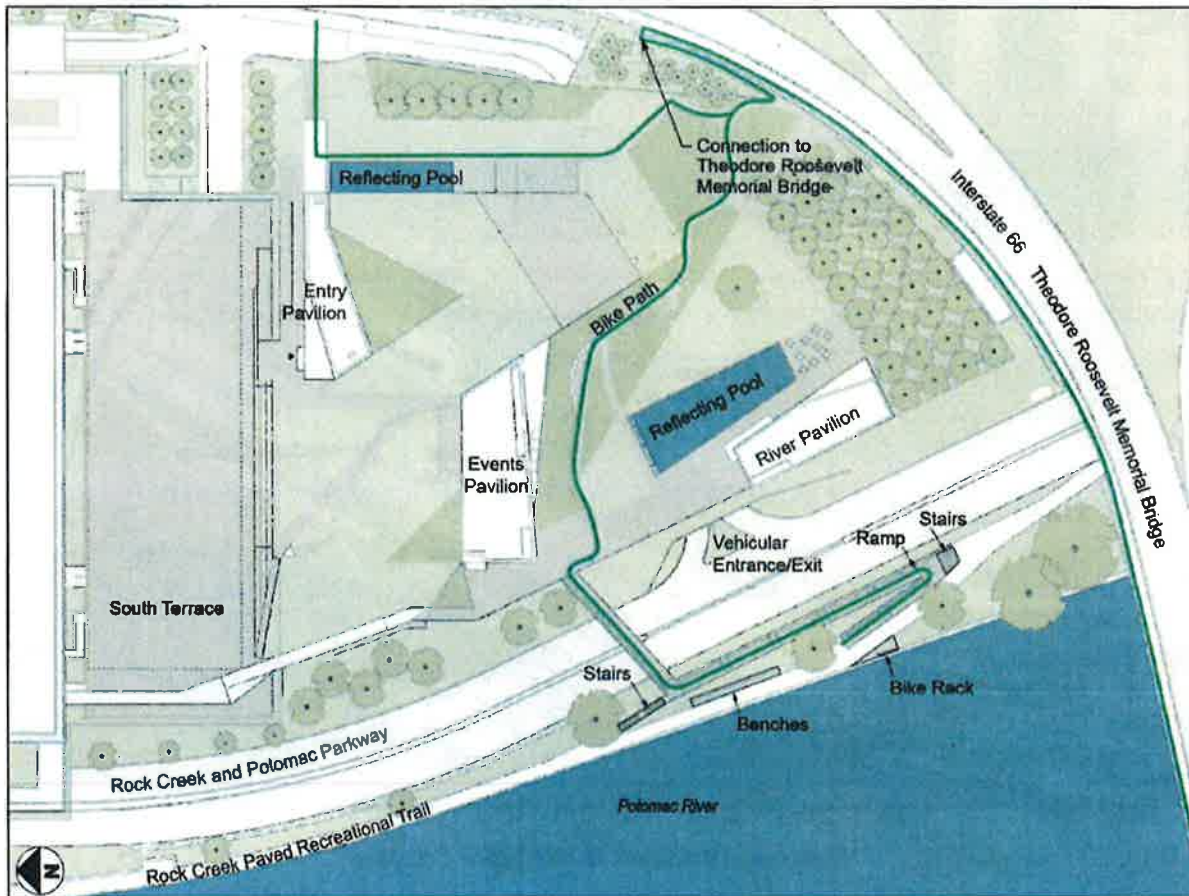 Connection to
Theodore Roosevelt
Memorial Bridge
Reflecting Pool
Interstate 66 Theodore Roosevelt Memorial Bridge
Entry
Pavilion
Bike Path
Reflecting Pool
River Pavilion
Events
Pavilion
Stairs
Ramp
Vehicular
Entrance/Exit
South Terrace
Stairs
Bike Rack
Benches
Rock Creek and Potomac Parkway
Potomac River
Rock Creek Paved Recreational Trail
N